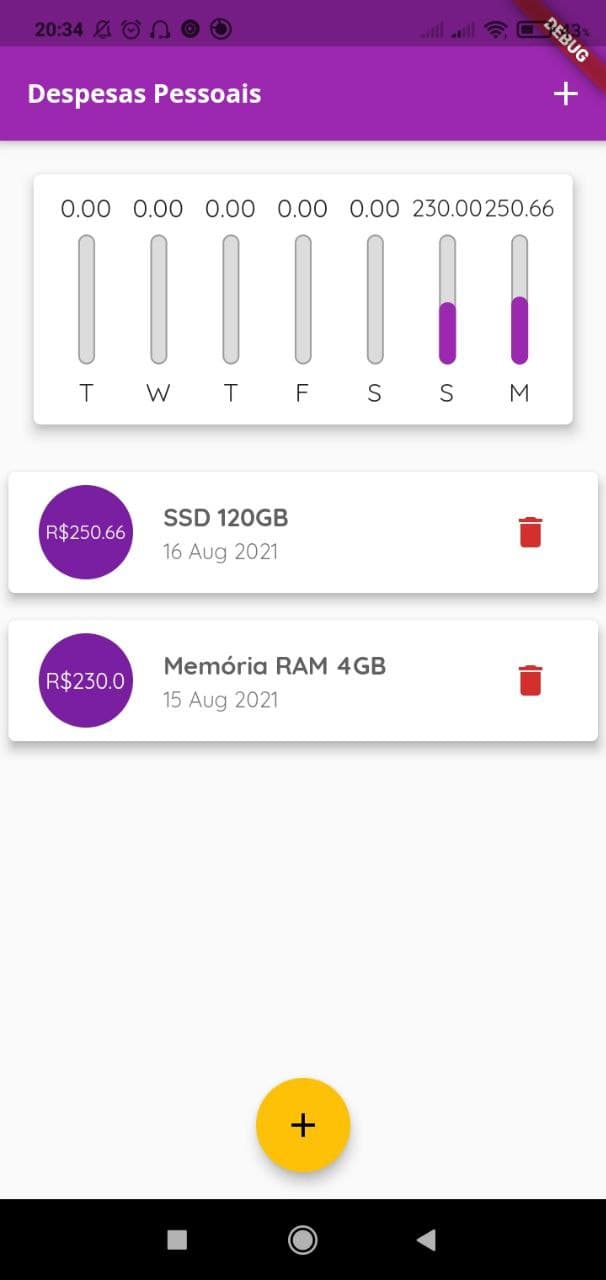 20:34
DEBUG
Despesas Pessoais
0.00 0.00 0.00 0.00 0.00 230.00 250.66
T W T F S S M
R$250.66
SSD 120GB
16 Aug 2021
R$230.0
Memória RAM 4GB
15 Aug 2021